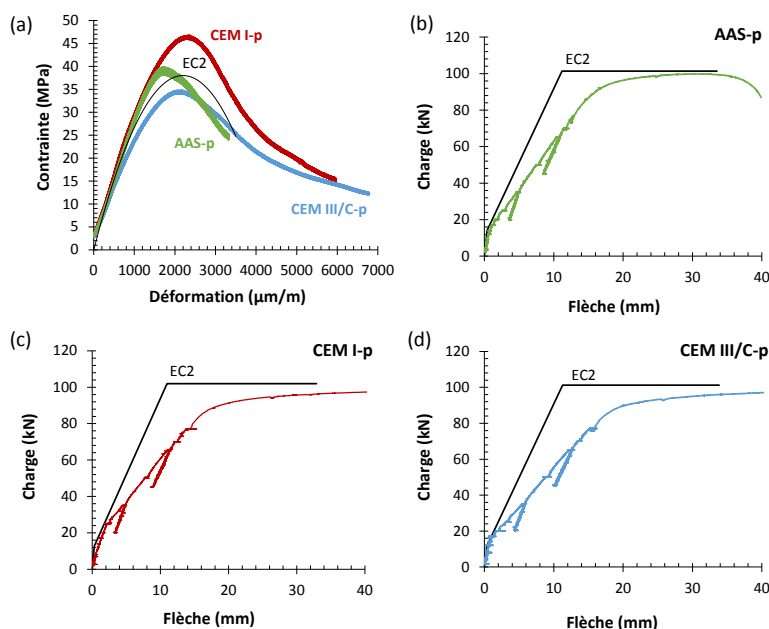 (a)
Contrainte (MPa)
50
45
40
35
30
25
20
15
10
5
0
CEM I-p
EC2
AAS-p
CEM III/C-p
0 1000 2000 3000 4000 5000 6000 7000
Déformation (µm/m)
(b)
AAS-p
Charge (kN)
120
100
80
60
40
20
0
EC2
0 10 20 30 40
Flèche (mm)
(c)
CEM I-p
Charge (kN)
120
100
80
60
40
20
0
EC2
0 10 20 30 40
Flèche (mm)
(d)
CEM III/C-p
Charge (kN)
120
100
80
60
40
20
0
EC2
0 10 20 30 40
Flèche (mm)